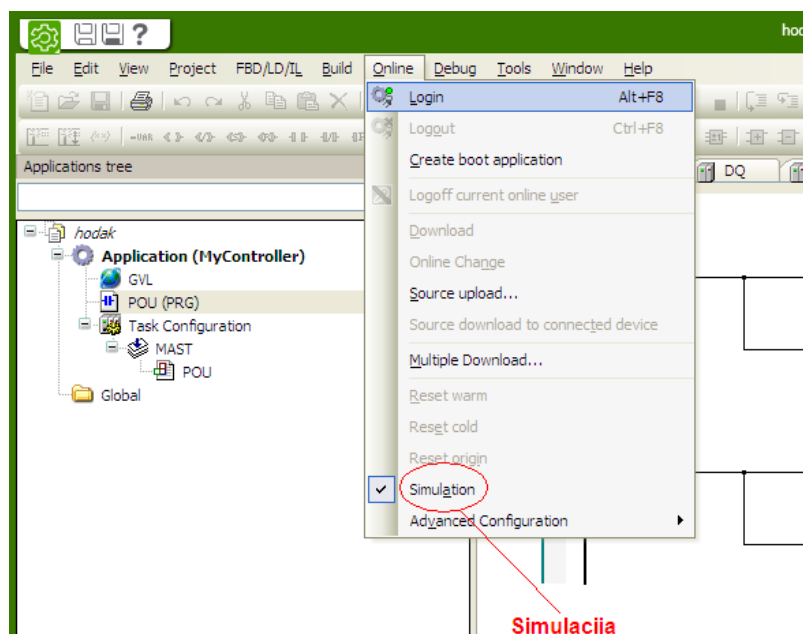 hod
File Edit View Project FBD/LD/IL Build Online Debug Tools Window Help
Login Alt+F8
Logout Ctrl+F8
Create boot application
Logoff current online user
Download
Online Change
Source upload...
Source download to connected device
Multiple Download...
Reset warm
Reset cold
Reset origin
Simulation
Advanced Configuration
-VAR
DQ
Applications tree
hodak
Application (MyController)
GVL
POU (PRG)
Task Configuration
MAST
POU
Global
Simulacija